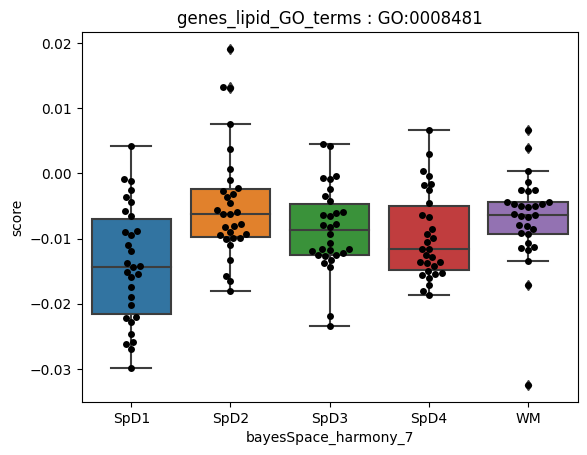 genes_lipid_GO_terms : GO:0008481
0.02
0.01
0.00
−0.01
−0.02
−0.03
score
SpD1 SpD2 SpD3 SpD4 WM
bayesSpace_harmony_7